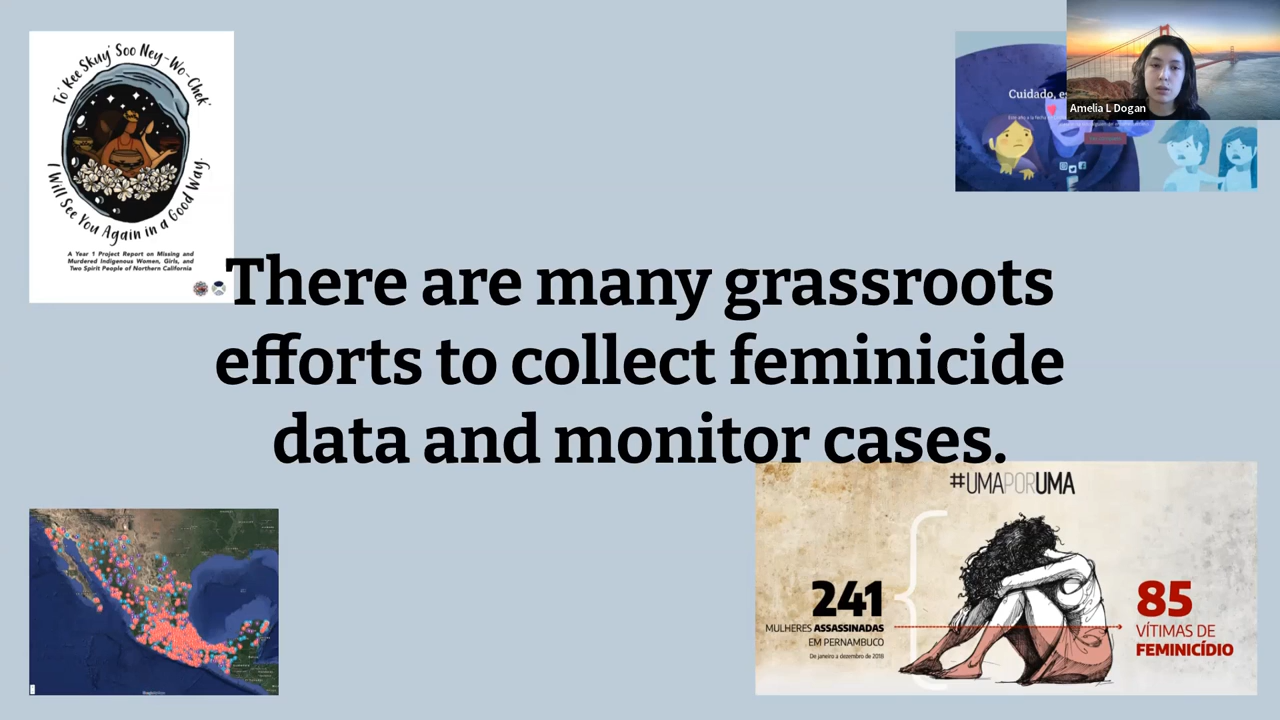 To' Kee Skuy' Soo Ney-Wo-Chek'
I Will See You Again in a Good Way.
A Year 1 Project Report on Missing and
Murdered Indigenous Women, Girls, and
Two Spirit People of Northern California
Cuidado,
Amelia L Dogan
There are many grassroots
efforts to collect feminicide
data and monitor cases.
#UMAPORUMA
241
MULHERES ASSASSINADAS
EM PERNAMBUCO
De janeiro a dezembro de 2018
85
VÍTIMAS DE
FEMINICÍDIO